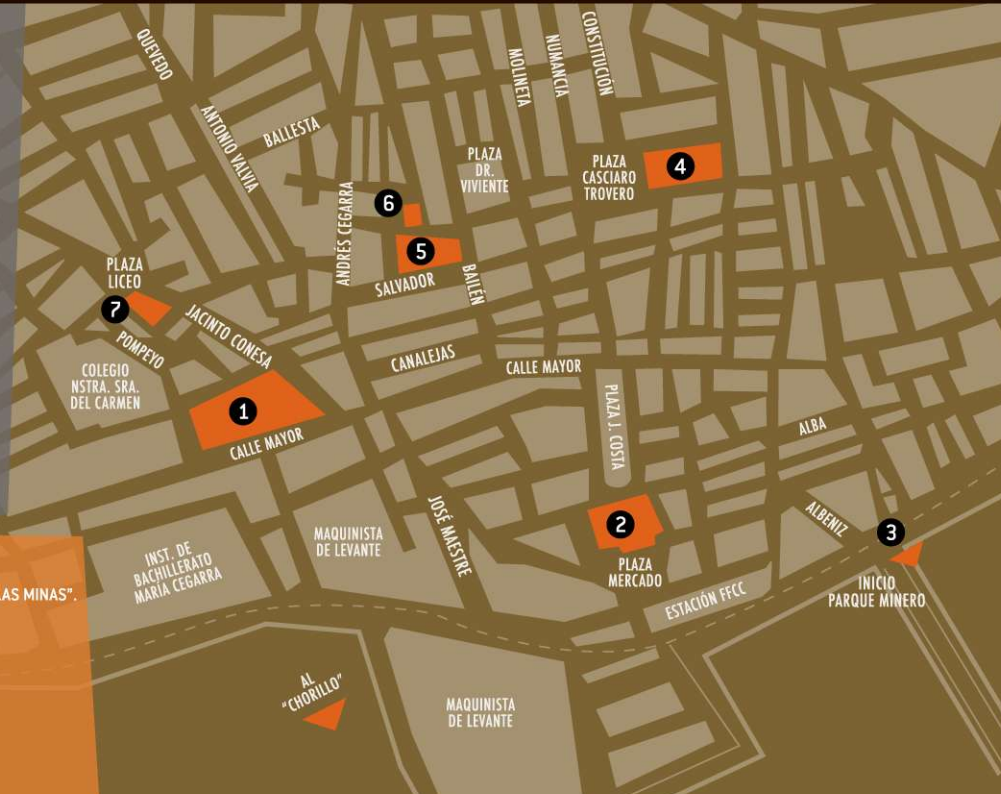 QUEVEDO
ANTONIO VALVIA
BALLESTA
MOLINETA
NUMANCIA
CONSTITUCIÓN
PLAZA
DR.
VIVIENTE
PLAZA
CASCIARO
TROVERO
4
6
ANDRÉS CEGARRA
5
SALVADOR
BAILÉN
PLAZA
LICEO
7
POMPEYO
JACINTO CONESA
COLEGIO
NSTRA. SRA.
DEL CARMEN
1
CALLE MAYOR
CANALEJAS
CALLE MAYOR
PLAZA J. COSTA
ALBA
ALBENIZ
3
INICIO
PARQUE MINERO
2
PLAZA
MERCADO
ESTACIÓN FFCC
JOSÉ MAESTRE
MAQUINISTA
DE LEVANTE
INST. DE
BACHILLERATO
MARÍA CEGARRA
LAS MINAS".
AL
"CHORILLO"
MAQUINISTA
DE LEVANTE